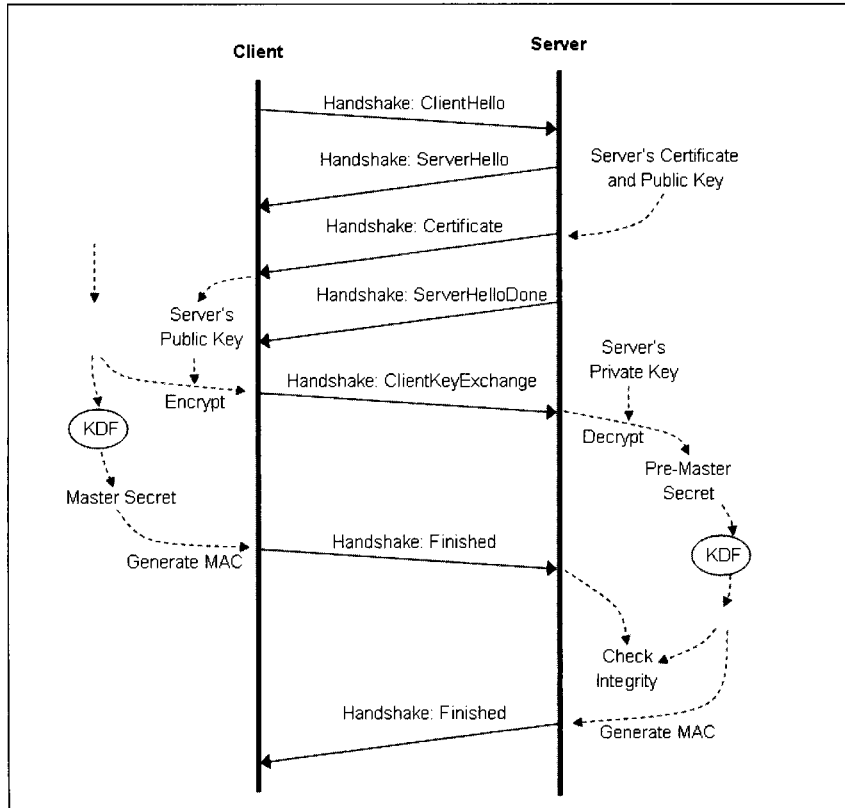 Client
Server
Handshake: ClientHello
Handshake: ServerHello
Server's Certificate
and Public Key
Handshake: Certificate
Handshake: ServerHelloDone
Server's
Public Key
Server's
Private Key
Handshake: ClientKeyExchange
Encrypt
Decrypt
KDF
Pre-Master
Secret
Master Secret
Handshake: Finished
Generate MAC
KDF
Check
Integrity
Handshake: Finished
Generate MAC